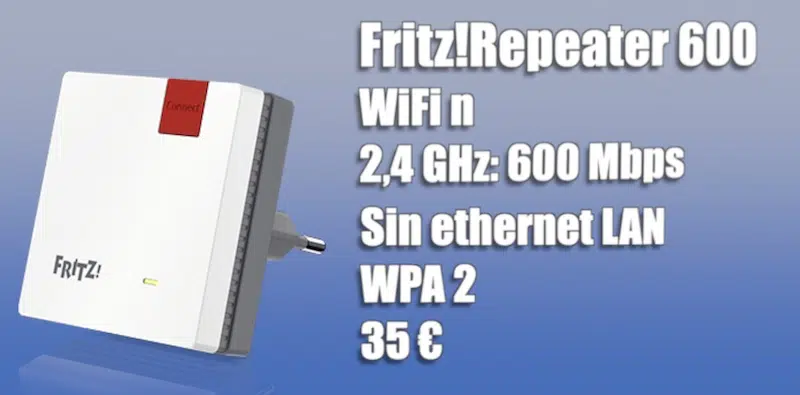 Fritz!Repeater 600
WiFi n
2,4 GHz: 600 Mbps
Sin ethernet LAN
WPA 2
35 €
Connect
FRITZ!